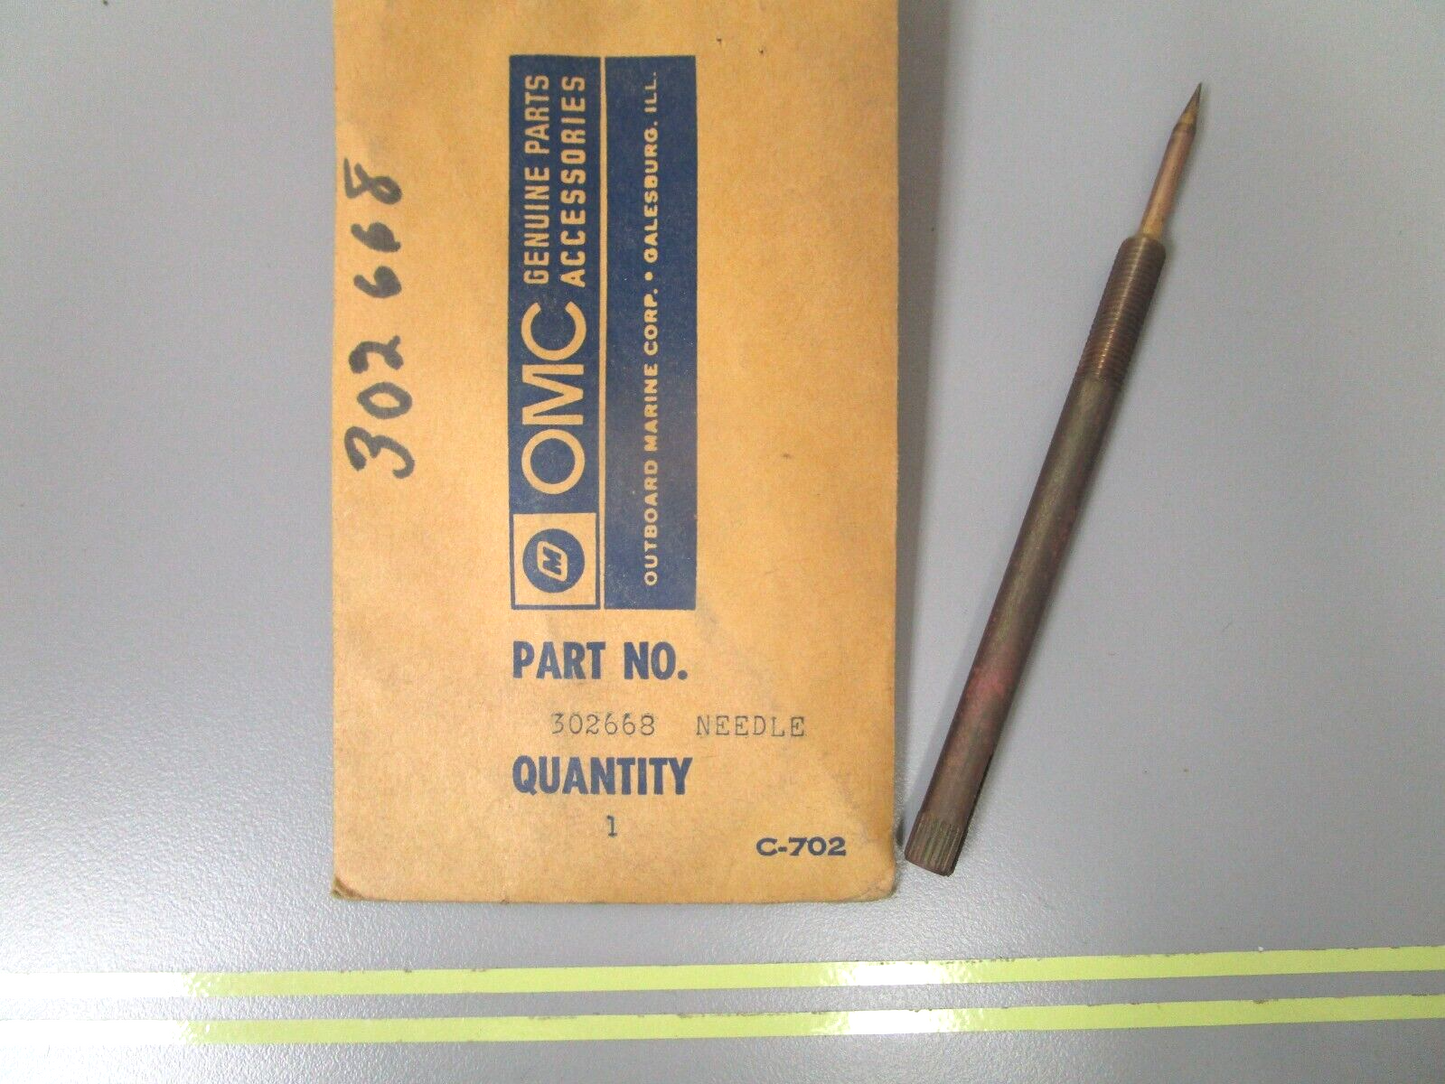 302668
OMC GENUINE PARTS
ACCESSORIES
OUTBOARD MARINE CORP. • GALESBURG. ILL.
PART NO.
302668 NEEDLE
QUANTITY
1
C-702